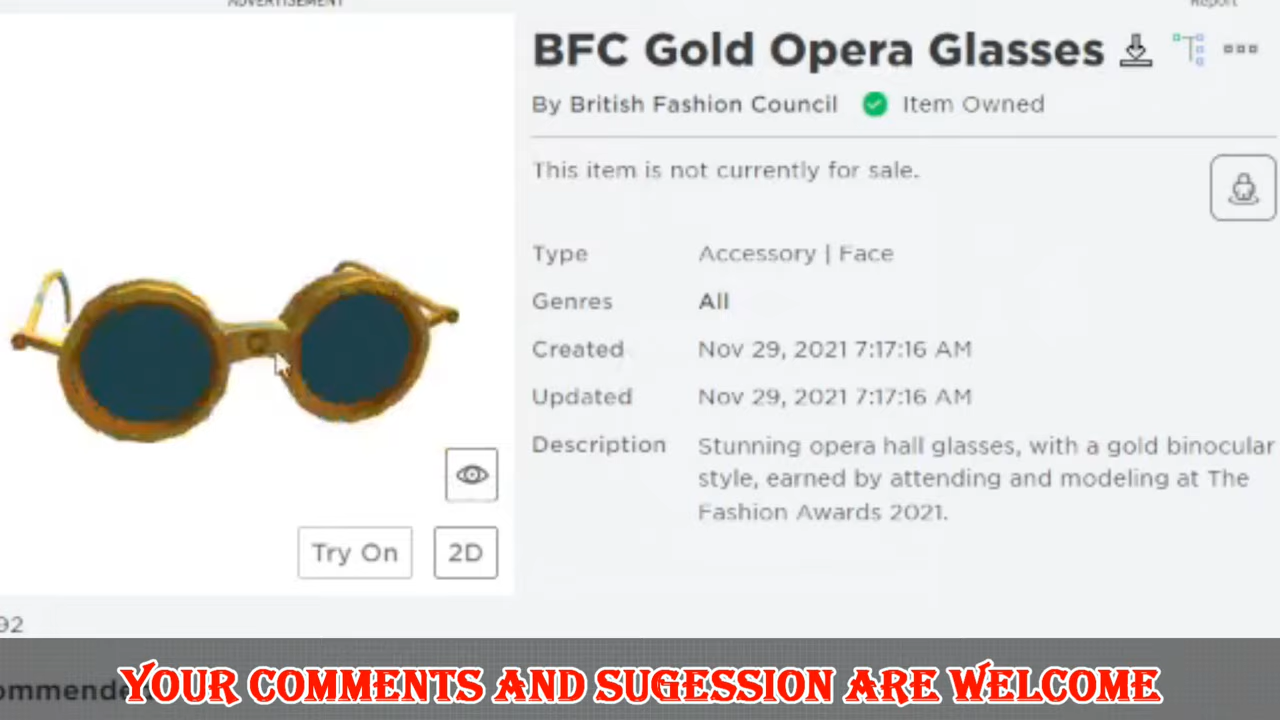 ADVERTISEMENT
Report
BFC Gold Opera Glasses
By British Fashion Council Item Owned
This item is not currently for sale.
Type Accessory | Face
Genres All
Created Nov 29, 2021 7:17:16 AM
Updated Nov 29, 2021 7:17:16 AM
Description Stunning opera hall glasses, with a gold binocular
style, earned by attending and modeling at The
Fashion Awards 2021.
Try On 2D
92
YOUR COMMENTS AND SUGESSION ARE WELCOME